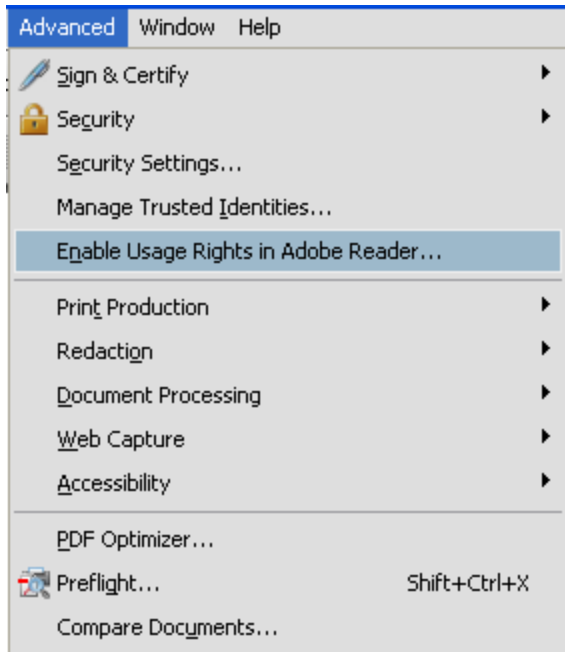 Advanced Window Help
Sign & Certify
Security
Security Settings...
Manage Trusted Identities...
Enable Usage Rights in Adobe Reader...
Print Production
Redaction
Document Processing
Web Capture
Accessibility
PDF Optimizer...
Preflight... Shift+Ctrl+X
Compare Documents...